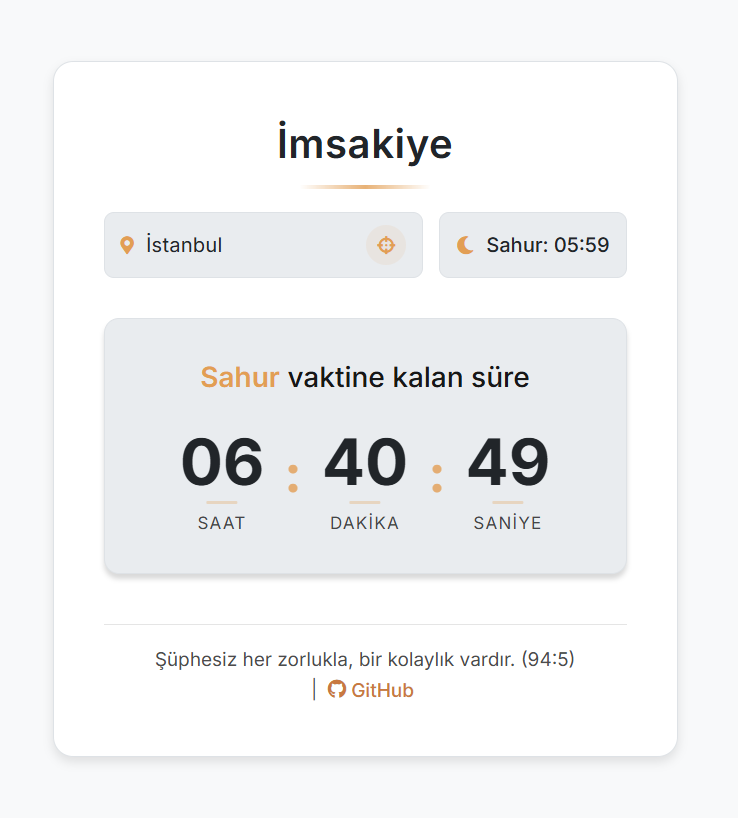 İmsakiye
İstanbul
Sahur: 05:59
Sahur vaktine kalan süre
06 : 40 : 49
SAAT DAKİKA SANİYE
Şüphesiz her zorlukla, bir kolaylık vardır. (94:5)
| GitHub